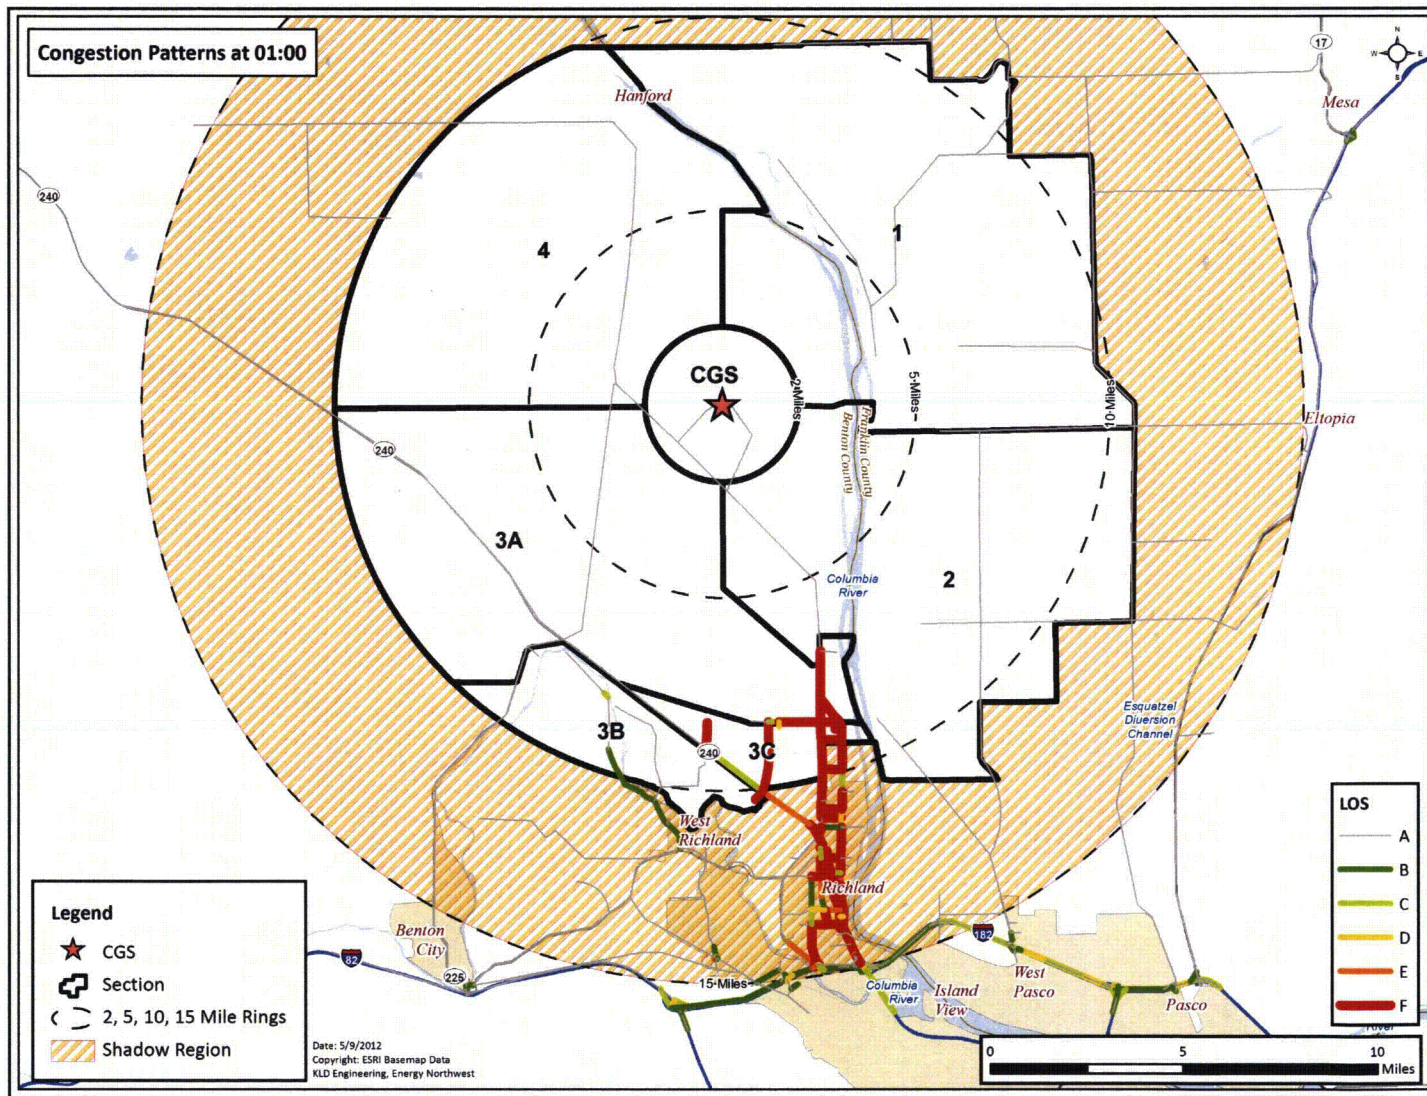 Congestion Patterns at 01:00
17
N
W
E
S
Hanford
Mesa
240
1
4
CGS
2 Miles
5 Miles
10 Miles
Franklin County
Benton County
Eltopia
240
3A
Columbia
River
2
Esquatzel
Diversion
Channel
3B
240
3C
West
Richland
Richland
LOS
A
B
C
D
E
F
Legend
CGS
Section
2, 5, 10, 15 Mile Rings
Shadow Region
Benton
City
82
225
15 Miles
182
Columbia
River
Island
View
West
Pasco
Pasco
River
Date: 5/9/2012
Copyright: ESRI Basemap Data
KLD Engineering, Energy Northwest
0
5
10
Miles